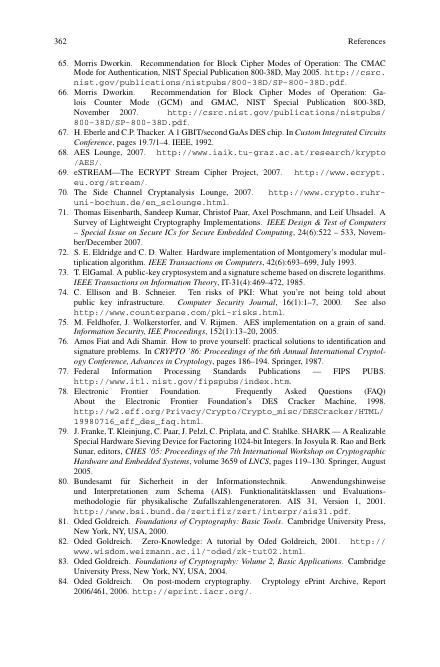 362 References
65. Morris Dworkin. Recommendation for Block Cipher Modes of Operation: The CMAC
Mode for Authentication, NIST Special Publication 800-38D, May 2005. http://csrc.
nist.gov/publications/nistpubs/800-38D/SP-800-38D.pdf.
66. Morris Dworkin. Recommendation for Block Cipher Modes of Operation: Ga-
lois Counter Mode (GCM) and GMAC, NIST Special Publication 800-38D,
November 2007. http://csrc.nist.gov/publications/nistpubs/
800-38D/SP-800-38D.pdf.
67. H. Eberle and C.P. Thacker. A 1 GBIT/second GaAs DES chip. In Custom Integrated Circuits
Conference, pages 19.7/1–4. IEEE, 1992.
68. AES Lounge, 2007. http://www.iaik.tu-graz.ac.at/research/krypto
/AES/.
69. eSTREAM—The ECRYPT Stream Cipher Project, 2007. http://www.ecrypt.
eu.org/stream/.
70. The Side Channel Cryptanalysis Lounge, 2007. http://www.crypto.ruhr-
uni-bochum.de/en_sclounge.html.
71. Thomas Eisenbarth, Sandeep Kumar, Christof Paar, Axel Poschmann, and Leif Uhsadel. A
Survey of Lightweight Cryptography Implementations. IEEE Design & Test of Computers
– Special Issue on Secure ICs for Secure Embedded Computing, 24(6):522 – 533, Novem-
ber/December 2007.
72. S. E. Eldridge and C. D. Walter. Hardware implementation of Montgomery's modular mul-
tiplication algorithm. IEEE Transactions on Computers, 42(6):693–699, July 1993.
73. T. ElGamal. A public-key cryptosystem and a signature scheme based on discrete logarithms.
IEEE Transactions on Information Theory, IT-31(4):469–472, 1985.
74. C. Ellison and B. Schneier. Ten risks of PKI: What you're not being told about
public key infrastructure. Computer Security Journal, 16(1):1–7, 2000. See also
http://www.counterpane.com/pki-risks.html.
75. M. Feldhofer, J. Wolkerstorfer, and V. Rijmen. AES implementation on a grain of sand.
Information Security, IEE Proceedings, 152(1):13–20, 2005.
76. Amos Fiat and Adi Shamir. How to prove yourself: practical solutions to identification and
signature problems. In CRYPTO '86: Proceedings of the 6th Annual International Cryptol-
ogy Conference, Advances in Cryptology, pages 186–194. Springer, 1987.
77. Federal Information Processing Standards Publications — FIPS PUBS.
http://www.itl.nist.gov/fipspubs/index.htm.
78. Electronic Frontier Foundation. Frequently Asked Questions (FAQ)
About the Electronic Frontier Foundation's DES Cracker Machine, 1998.
http://w2.eff.org/Privacy/Crypto/Crypto_misc/DESCracker/HTML/
19980716_eff_des_faq.html.
79. J. Franke, T. Kleinjung, C. Paar, J. Pelzl, C. Priplata, and C. Stahlke. SHARK — A Realizable
Special Hardware Sieving Device for Factoring 1024-bit Integers. In Josyula R. Rao and Berk
Sunar, editors, CHES '05: Proceedings of the 7th International Workshop on Cryptographic
Hardware and Embedded Systems, volume 3659 of LNCS, pages 119–130. Springer, August
2005.
80. Bundesamt für Sicherheit in der Informationstechnik. Anwendungshinweise
und Interpretationen zum Schema (AIS). Funktionalitätsklassen und Evaluations-
methodologie für physikalische Zufallszahlengeneratoren. AIS 31, Version 1, 2001.
http://www.bsi.bund.de/zertifiz/zert/interpr/ais31.pdf.
81. Oded Goldreich. Foundations of Cryptography: Basic Tools. Cambridge University Press,
New York, NY, USA, 2000.
82. Oded Goldreich. Zero-Knowledge: A tutorial by Oded Goldreich, 2001. http://
www.wisdom.weizmann.ac.il/~oded/zk-tut02.html.
83. Oded Goldreich. Foundations of Cryptography: Volume 2, Basic Applications. Cambridge
University Press, New York, NY, USA, 2004.
84. Oded Goldreich. On post-modern cryptography. Cryptology ePrint Archive, Report
2006/461, 2006. http://eprint.iacr.org/.